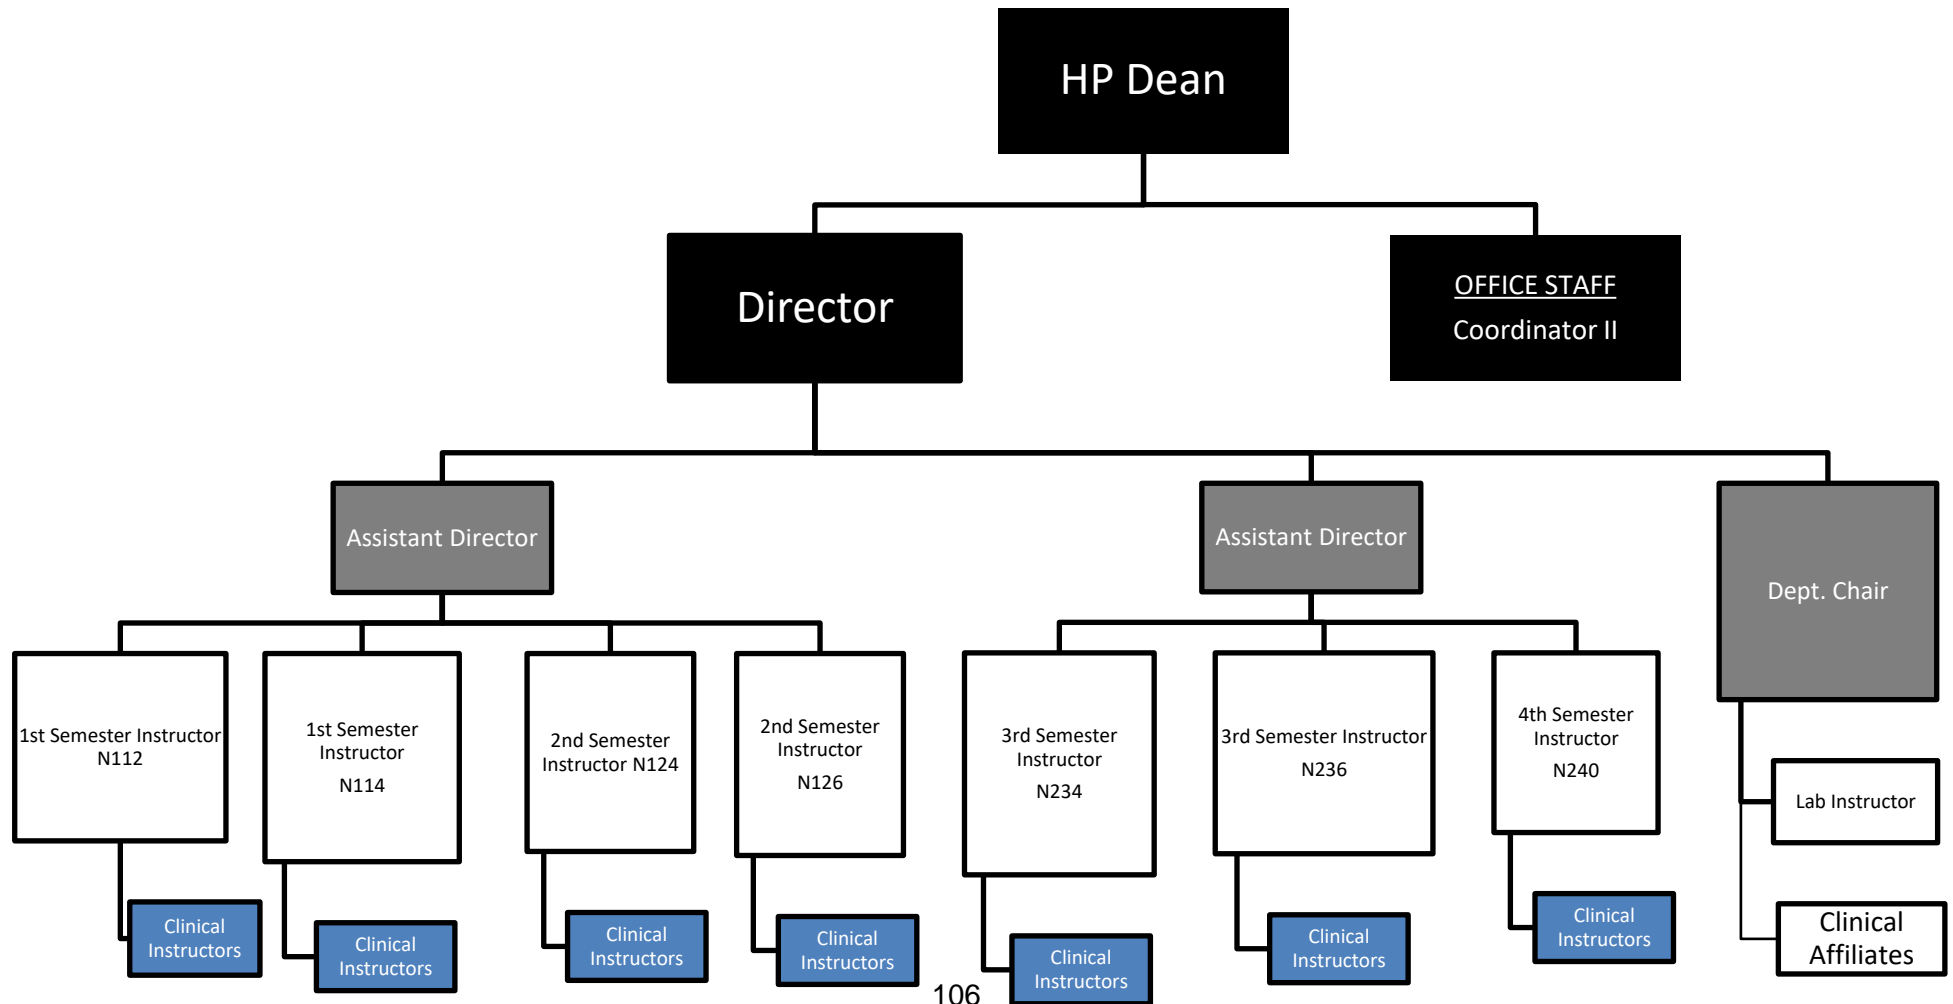 HP Dean
Director
OFFICE STAFF
Coordinator II
Assistant Director
Assistant Director
Dept. Chair
1st Semester Instructor
N112
1st Semester
Instructor
N114
2nd Semester
Instructor N124
2nd Semester
Instructor
N126
3rd Semester
Instructor
N234
3rd Semester Instructor
N236
4th Semester
Instructor
N240
Lab Instructor
Clinical
Instructors
Clinical
Instructors
Clinical
Instructors
Clinical
Instructors
Clinical
Instructors
Clinical
Instructors
Clinical
Instructors
Clinical
Affiliates
106